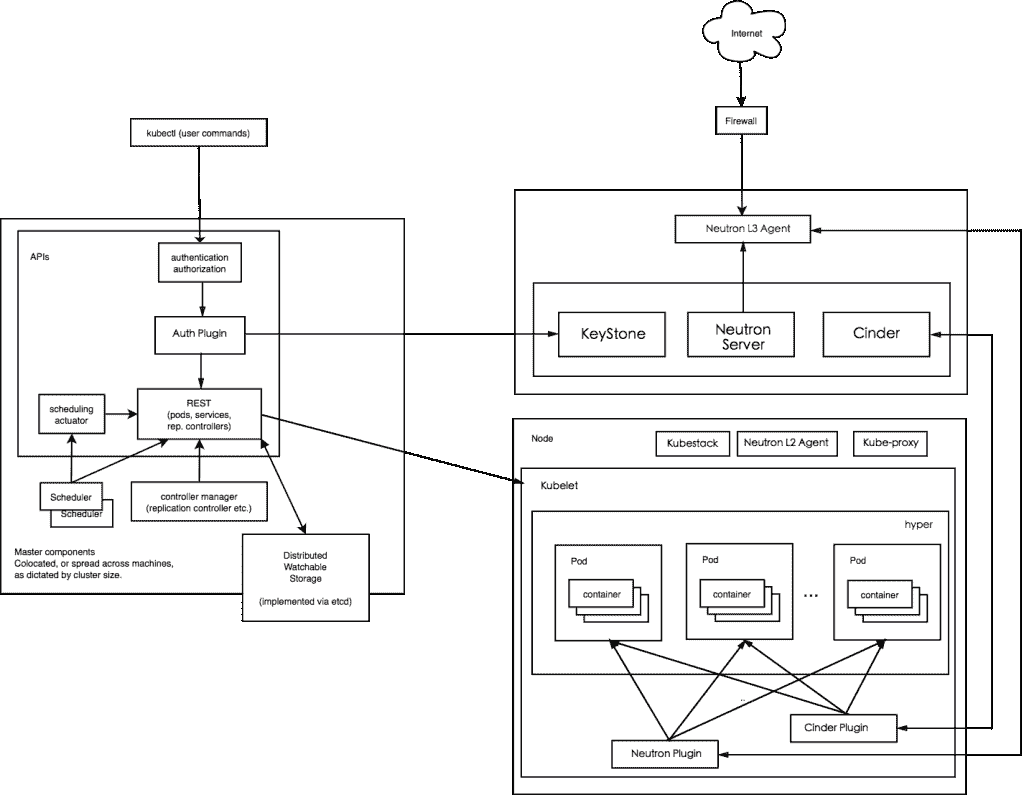 Internet
Firewall
kubectl (user commands)
APIs
authentication
authorization
Auth Plugin
REST
(pods, services,
rep. controllers)
scheduling
actuator
Scheduler
Scheduler
controller manager
(replication controller etc.)
Distributed
Watchable
Storage
(implemented via etcd)
Master components
Colocated, or spread across machines,
as dictated by cluster size.
Neutron L3 Agent
KeyStone
Neutron
Server
Cinder
Node
Kubestack
Neutron L2 Agent
Kube-proxy
Kubelet
hyper
Pod
container
Pod
container
...
Pod
container
..
Cinder Plugin
Neutron Plugin